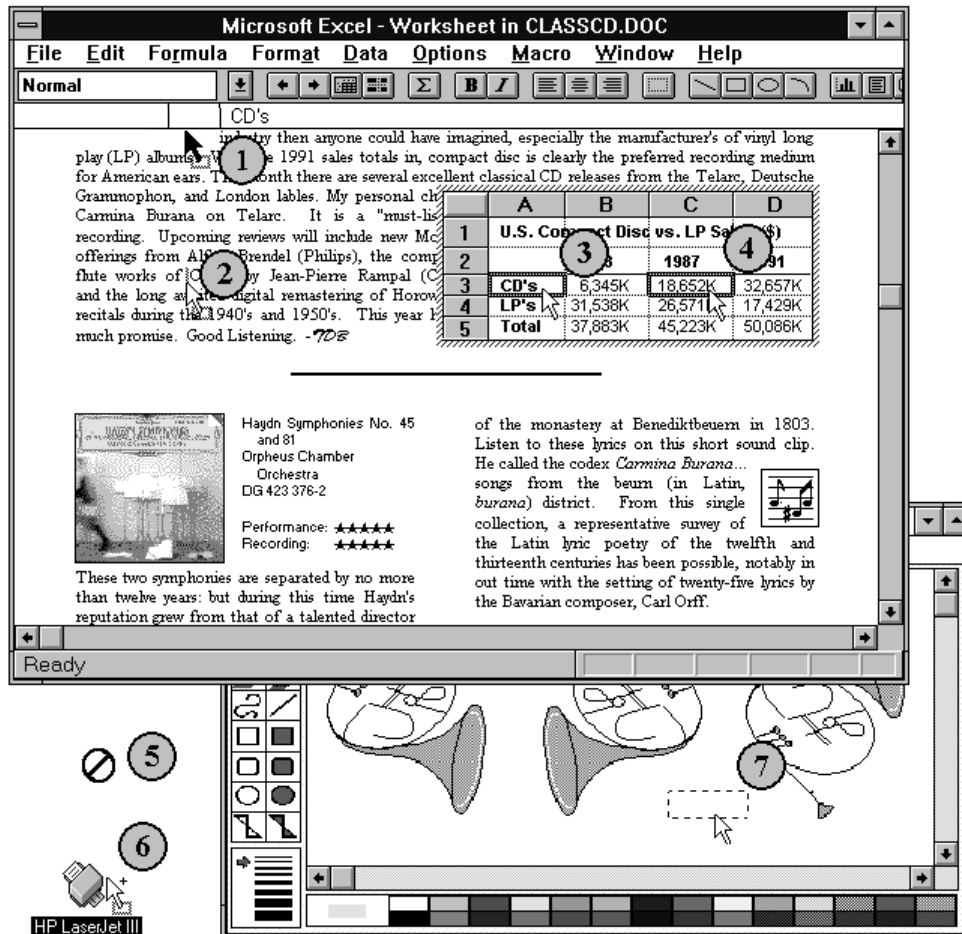 Microsoft Excel - Worksheet in CLASSCD.DOC
File Edit Formula Format Data Options Macro Window Help
Normal Σ B I
CD's
industry then anyone could have imagined, especially the manufacturer's of vinyl long
play (LP) albums. 1991 sales totals in, compact disc is clearly the preferred recording medium
for American ears. month there are several excellent classical CD releases from the Telarc, Deutsche
Grammophon, and London lables. My personal
Carmina Burana on Telarc. It is a "must-
recording. Upcoming reviews will include new
offerings from Brendel (Philips), the
flute works of by Jean-Pierre Rampal
and the long digital remastering of
recitals during the 1940's and 1950's. This year
much promise. Good Listening. -TDB
A B C D
1 U.S. Compact Disc vs. LP Sales ($)
2 1987
3 CD's 6,345K 18,652K 32,657K
4 LP's 31,538K 26,571K 17,429K
5 Total 37,883K 45,223K 50,086K
1
2
3
4
Haydn Symphonies No. 45
and 81
Orpheus Chamber
Orchestra
DG 423 376-2
Performance: ★★★★★
Recording: ★★★★★
These two symphonies are separated by no more
than twelve years: but during this time Haydn's
reputation grew from that of a talented director
of the monastery at Benediktbeuern in 1803.
Listen to these lyrics on this short sound clip.
He called the codex Carmina Burana...
songs from the beurn (in Latin,
burana) district. From this single
collection, a representative survey of
the Latin lyric poetry of the twelfth and
thirteenth centuries has been possible, notably in
out time with the setting of twenty-five lyrics by
the Bavarian composer, Carl Orff.
Ready
5
6
7
HP LaserJet III